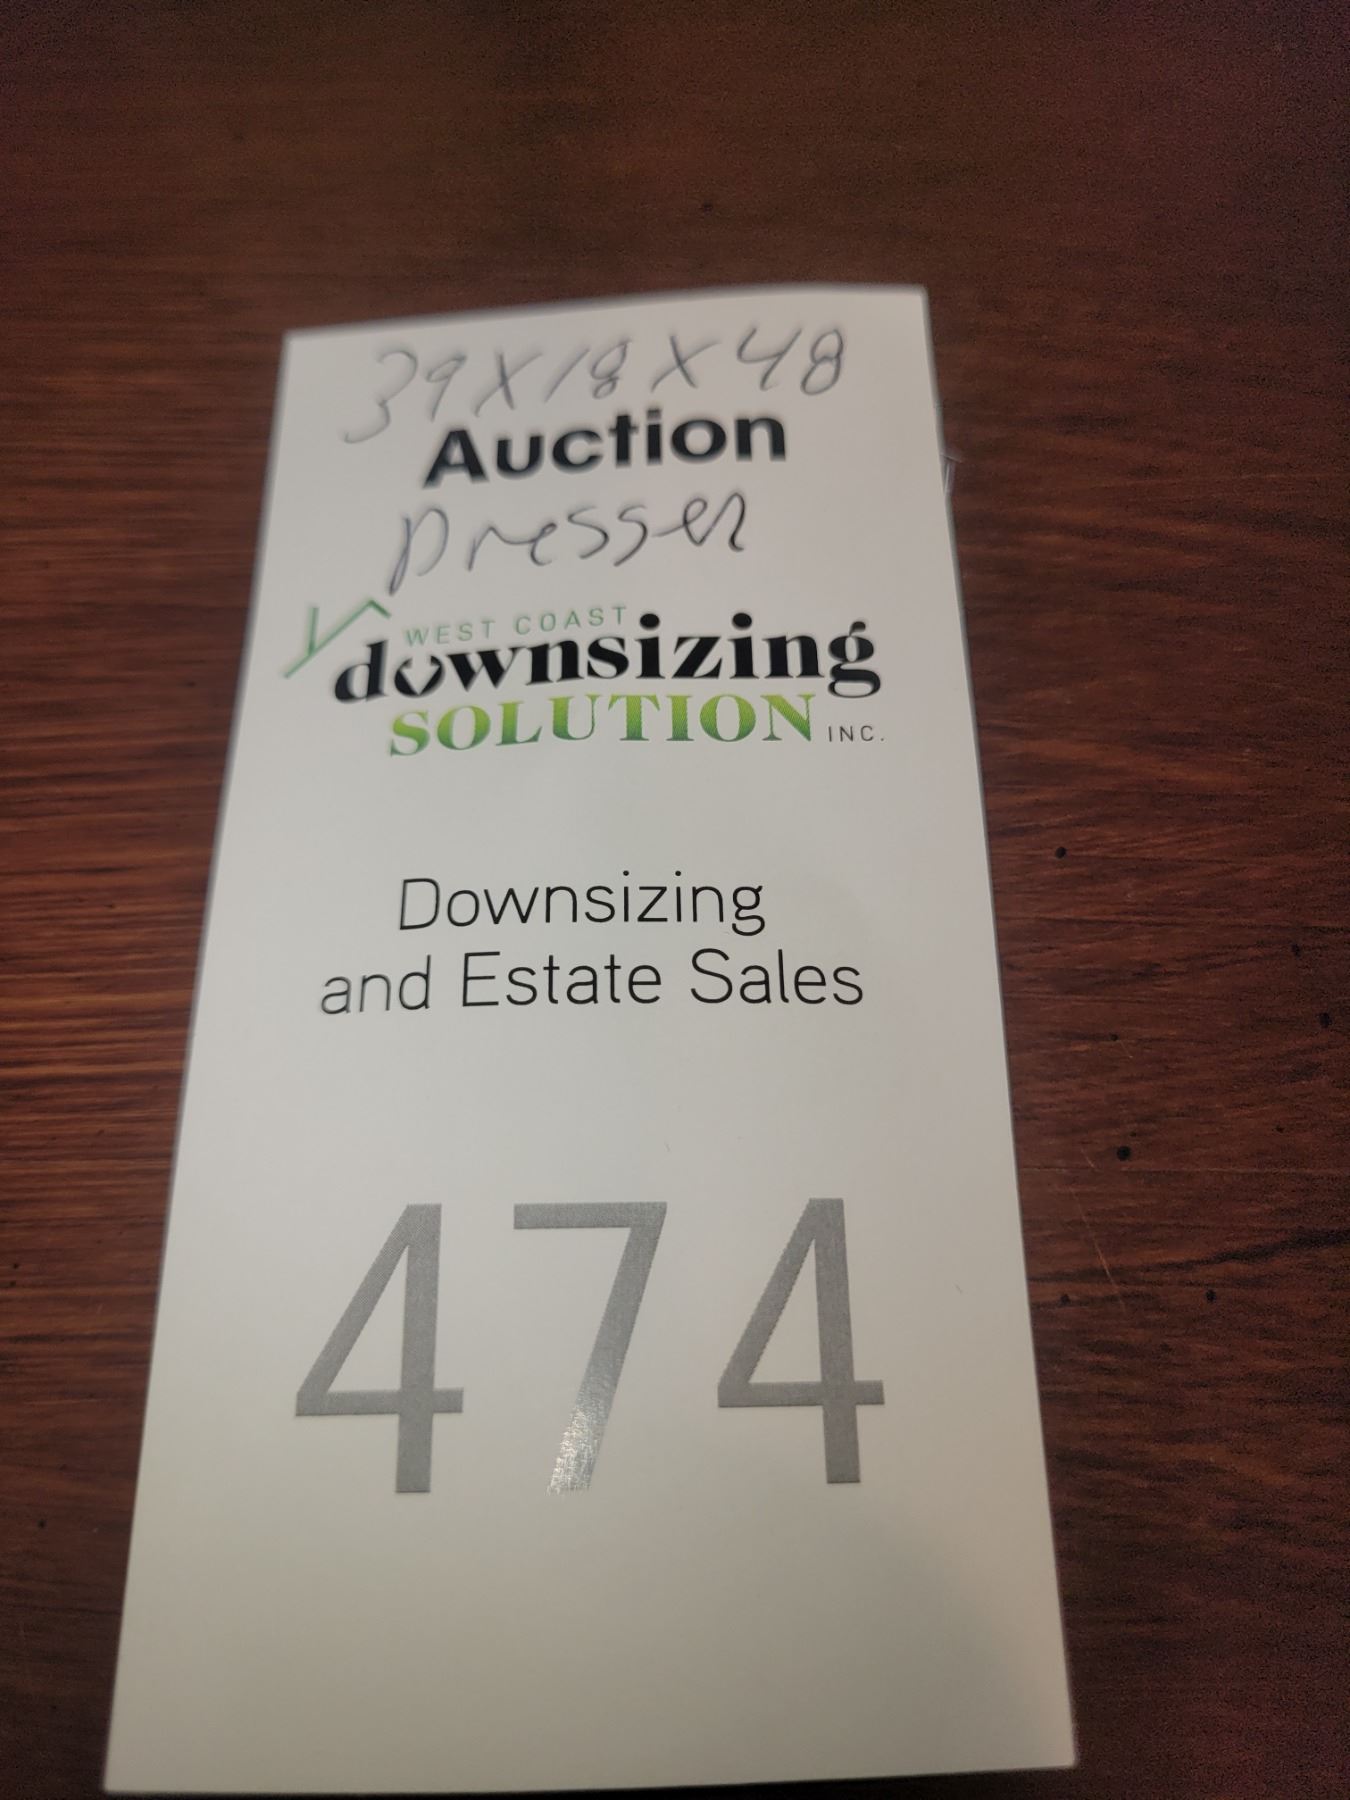 39X18X48
Auction
Dresser
WEST COAST
downsizing
SOLUTION INC.
Downsizing
and Estate Sales
474